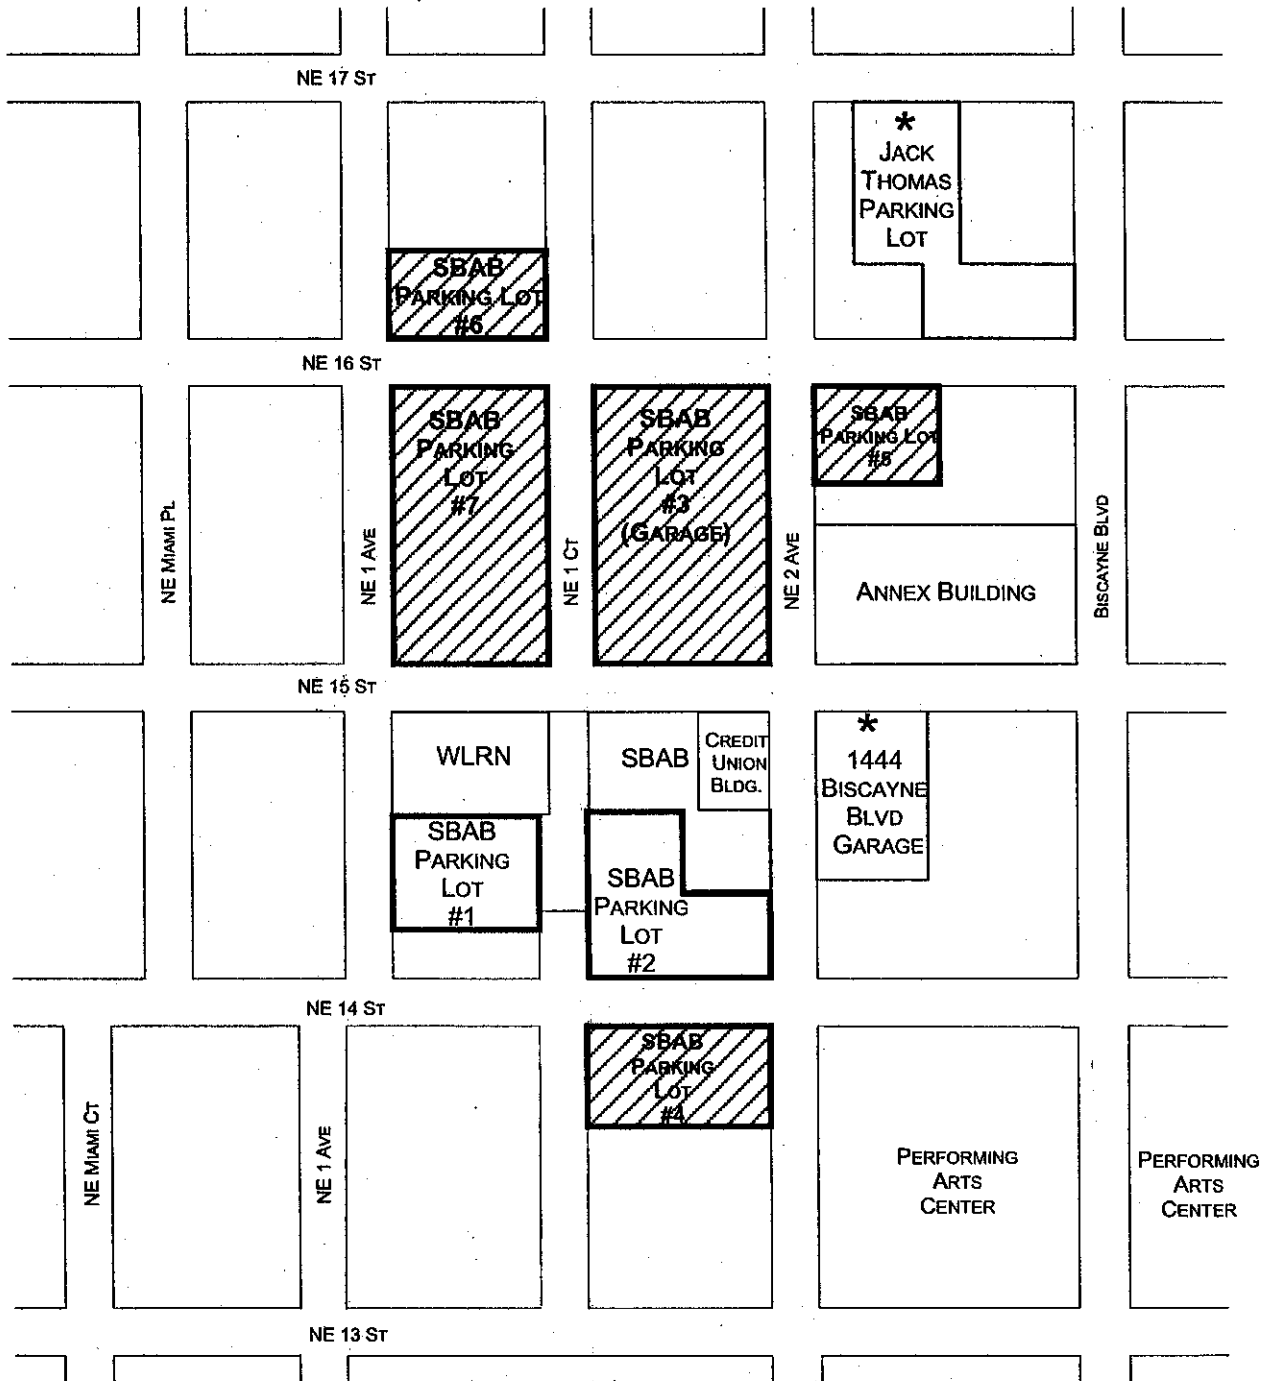 NE 17 ST
*
JACK
THOMAS
PARKING
LOT
SBAB
PARKING LOT
#6
NE 16 ST
SBAB
PARKING
LOT
#7
SBAB
PARKING
LOT
#3
(GARAGE)
SBAB
PARKING LOT
#5
NE MIAMI PL
NE 1 AVE
NE 1 CT
NE 2 AVE
ANNEX BUILDING
BISCAYNE BLVD
NE 15 ST
WLRN
SBAB
CREDIT
UNION
BLDG.
*
1444
BISCAYNE
BLVD
GARAGE
SBAB
PARKING
LOT
#1
SBAB
PARKING
LOT
#2
NE 14 ST
SBAB
PARKING
LOT
#4
NE MIAMI CT
NE 1 AVE
PERFORMING
ARTS
CENTER
PERFORMING
ARTS
CENTER
NE 13 ST